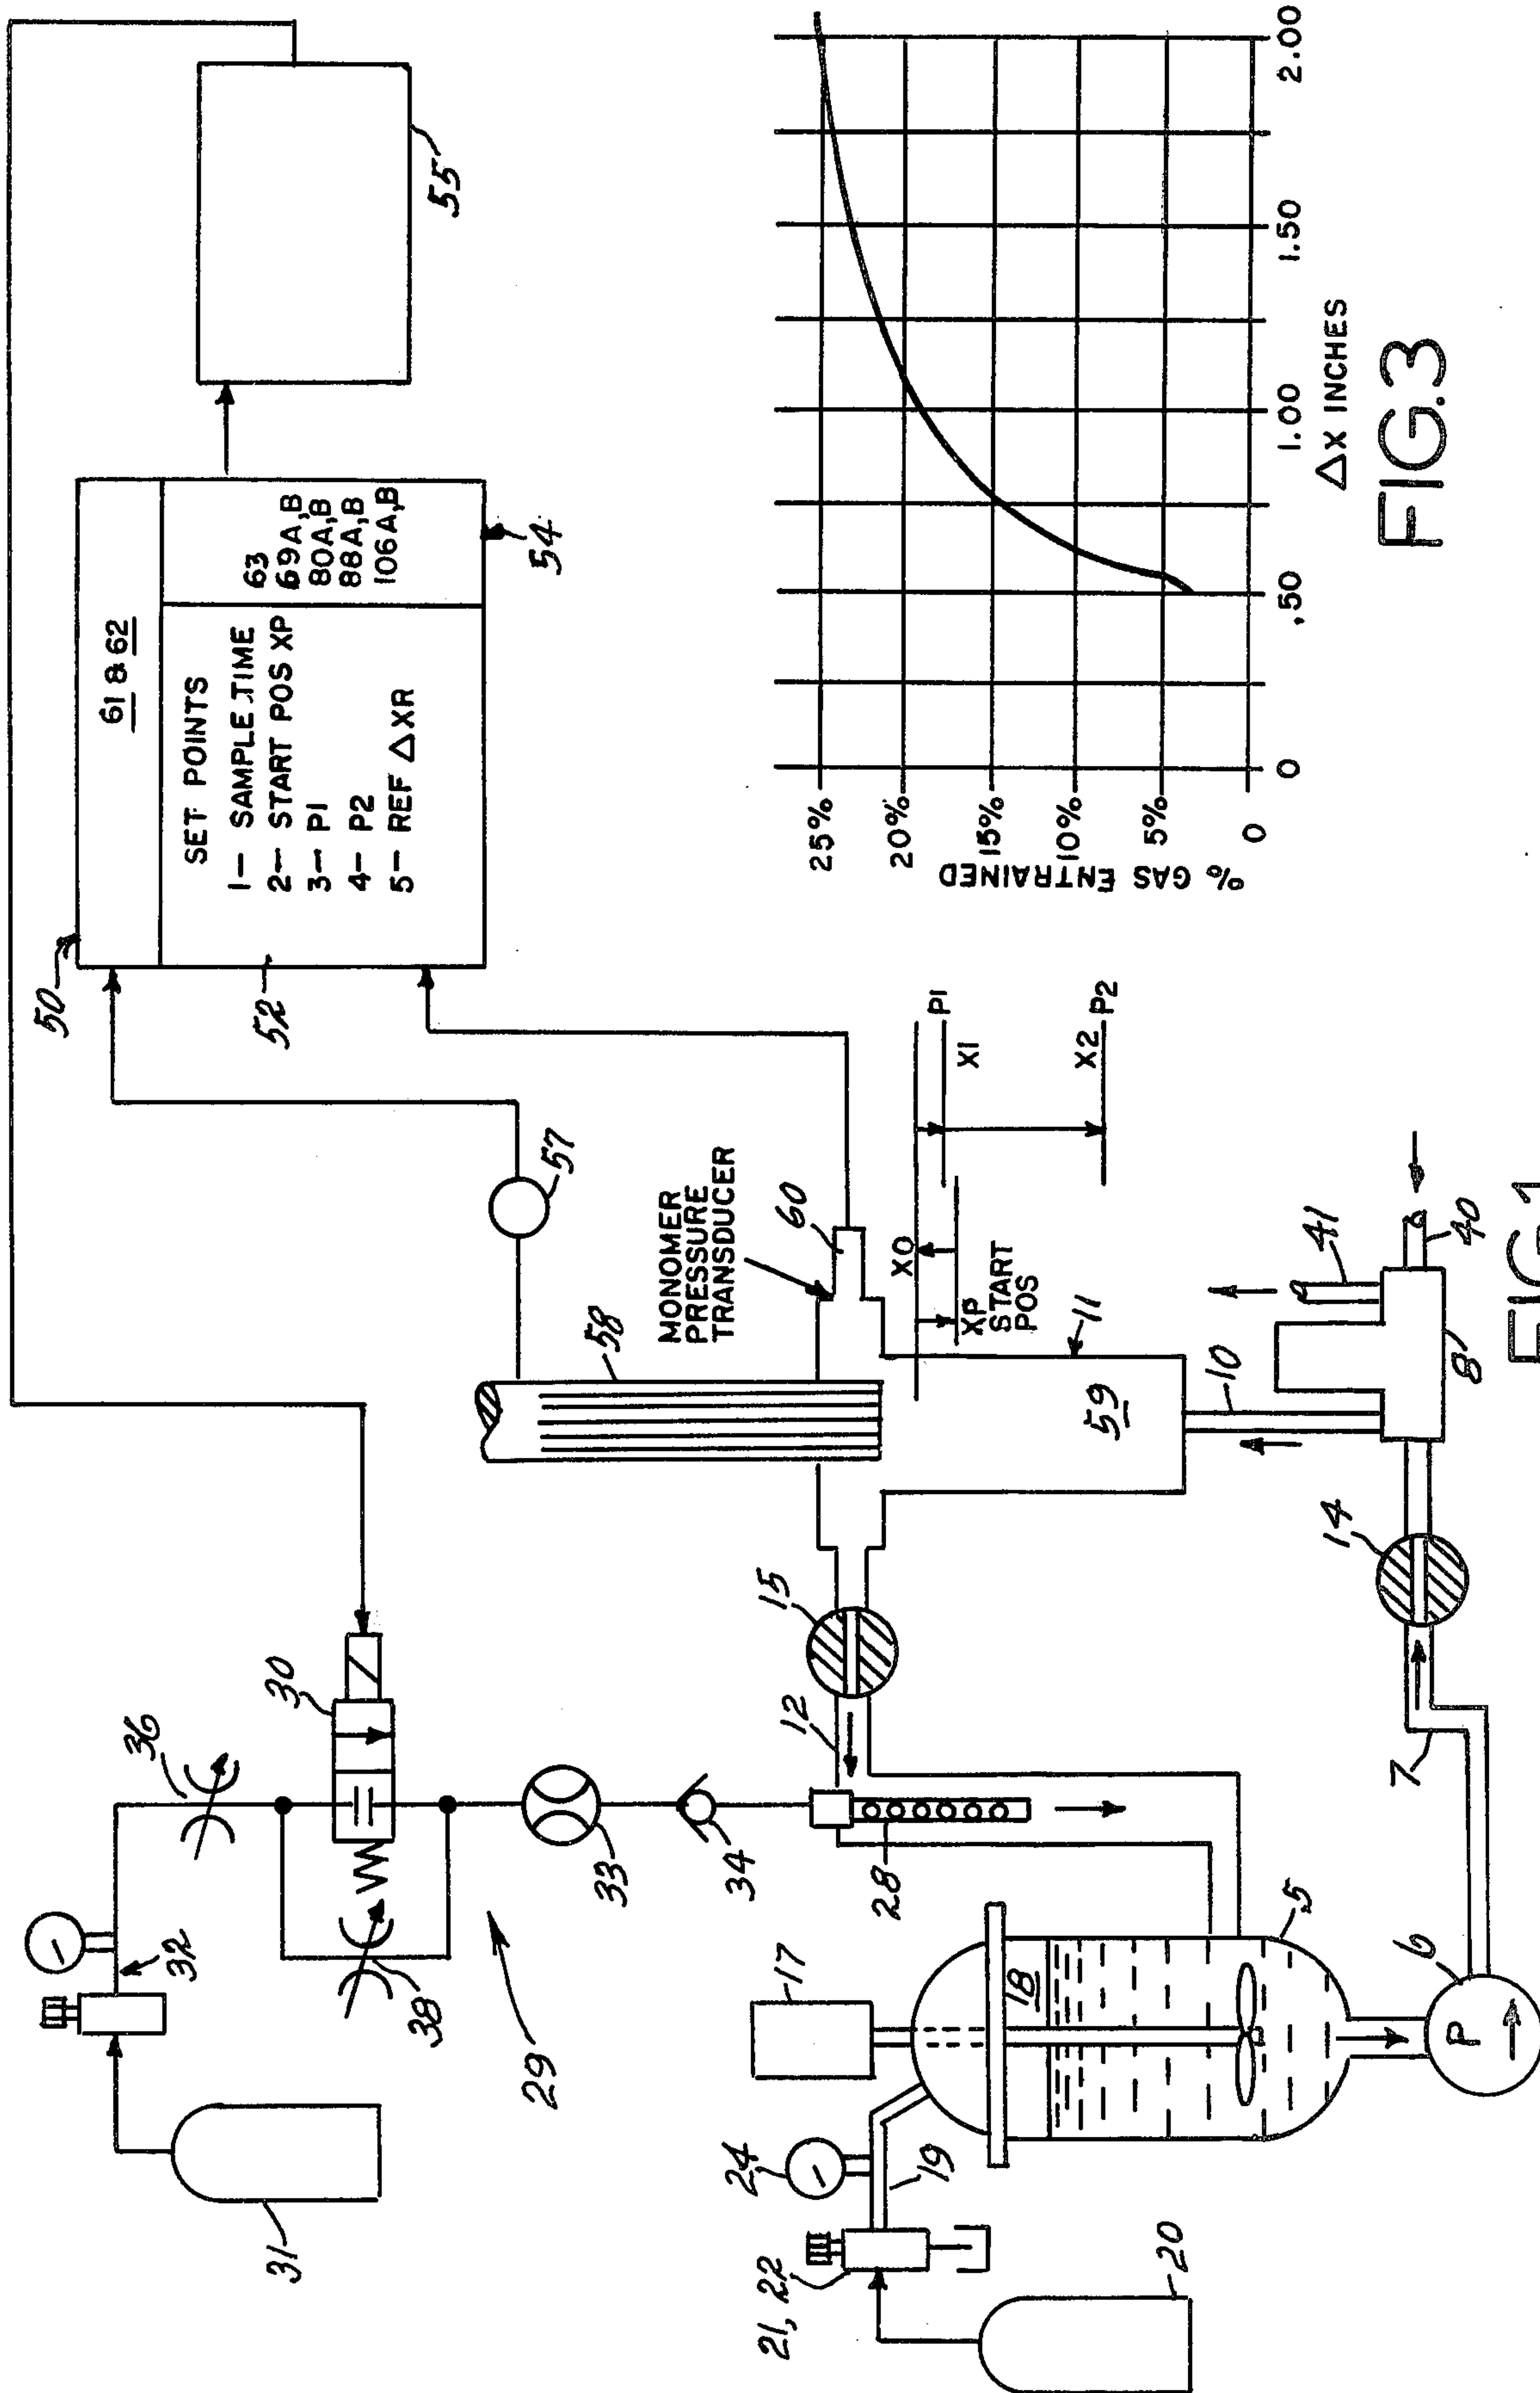 50
61 & 62
SET POINTS
1— SAMPLE TIME
2— START POS XP
3— P1
4— P2
5— REF △XR
63
69A,B
80A,B
88A,B
106A,B
52
54
55
57
58
MONOMER
PRESSURE
TRANSDUCER
60
59
11
XO
XP
START
POS
X1
P1
X2
P2
10
8
40
41
14
15
12
7
6
P
5
18
17
19
24
21, 22
20
28
34
33
30
36
38
32
31
29
FIG.1
% GAS ENTRAINED
25%
20%
15%
10%
5%
0
0
.50
1.00
1.50
2.00
△X INCHES
FIG.3